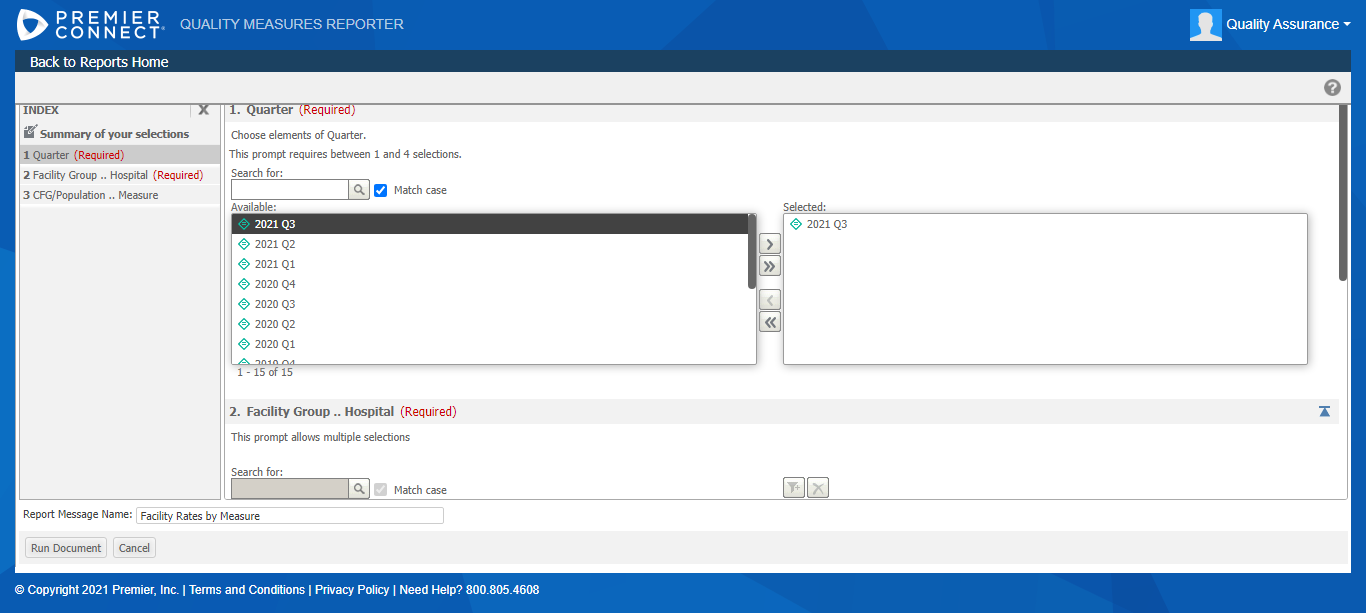 PREMIER
CONNECT
QUALITY MEASURES REPORTER
Quality Assurance
Back to Reports Home
INDEX X
Summary of your selections
1 Quarter (Required)
2 Facility Group .. Hospital (Required)
3 CFG/Population .. Measure
1. Quarter (Required)
Choose elements of Quarter.
This prompt requires between 1 and 4 selections.
Search for:
Match case
Available:
2021 Q3
2021 Q2
2021 Q1
2020 Q4
2020 Q3
2020 Q2
2020 Q1
2019 Q4
1 - 15 of 15
Selected:
2021 Q3
2. Facility Group .. Hospital (Required)
This prompt allows multiple selections
Search for:
Match case
Report Message Name: Facility Rates by Measure
Run Document Cancel
© Copyright 2021 Premier, Inc. | Terms and Conditions | Privacy Policy | Need Help? 800.805.4608